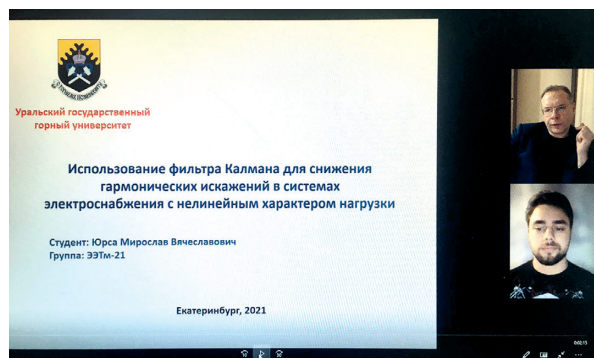 Уральский государственный
горный университет
Использование фильтра Калмана для снижения
гармонических искажений в системах
электроснабжения с нелинейным характером нагрузки
Студент: Юрса Мирослав Вячеславович
Группа: ЭЭТм-21
Екатеринбург, 2021